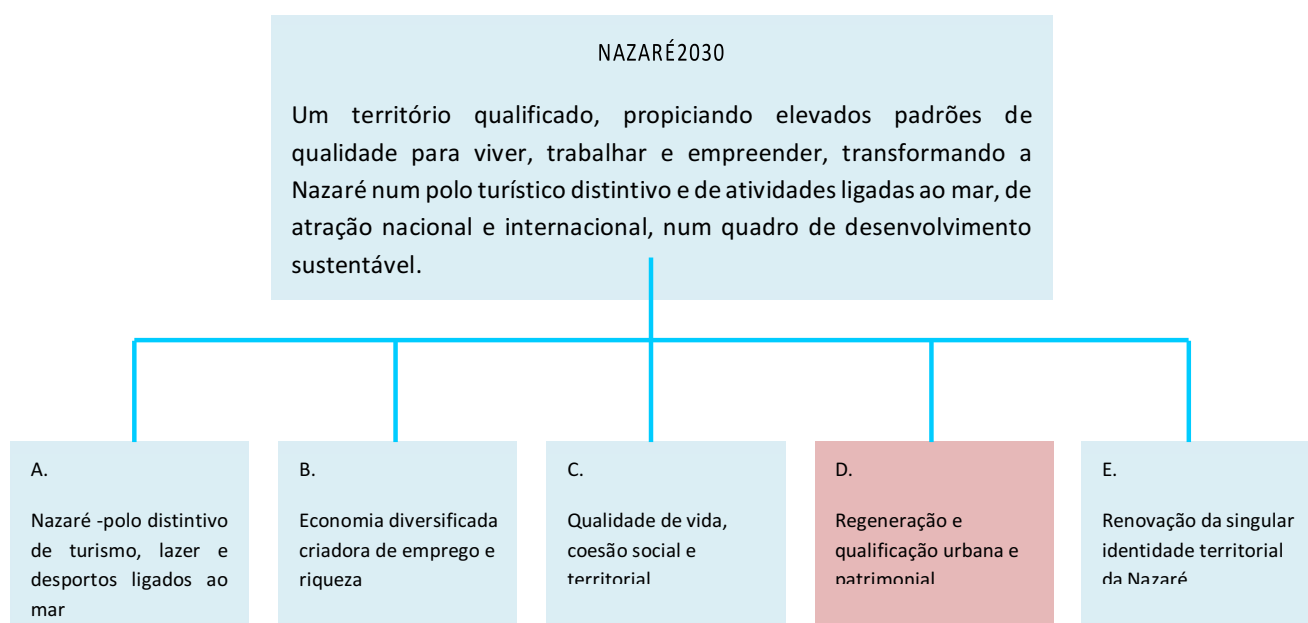 NAZARÉ2030
Um território qualificado, propiciando elevados padrões de
qualidade para viver, trabalhar e empreender, transformando a
Nazaré num polo turístico distintivo e de atividades ligadas ao mar, de
atração nacional e internacional, num quadro de desenvolvimento
sustentável.
A.
Nazaré -polo distintivo
de turismo, lazer e
desportos ligados ao
mar
B.
Economia diversificada
criadora de emprego e
riqueza
C.
Qualidade de vida,
coesão social e
territorial
D.
Regeneração e
qualificação urbana e
patrimonial
E.
Renovação da singular
identidade territorial
da Nazaré